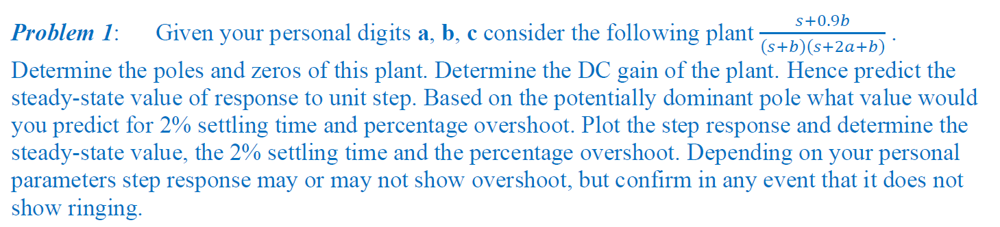 Problem 1: Given your personal digits a, b, c consider the following plant \frac{s+0.9b}{(s+b)(s+2a+b)} .
Determine the poles and zeros of this plant. Determine the DC gain of the plant. Hence predict the
steady-state value of response to unit step. Based on the potentially dominant pole what value would
you predict for 2% settling time and percentage overshoot. Plot the step response and determine the
steady-state value, the 2% settling time and the percentage overshoot. Depending on your personal
parameters step response may or may not show overshoot, but confirm in any event that it does not
show ringing.